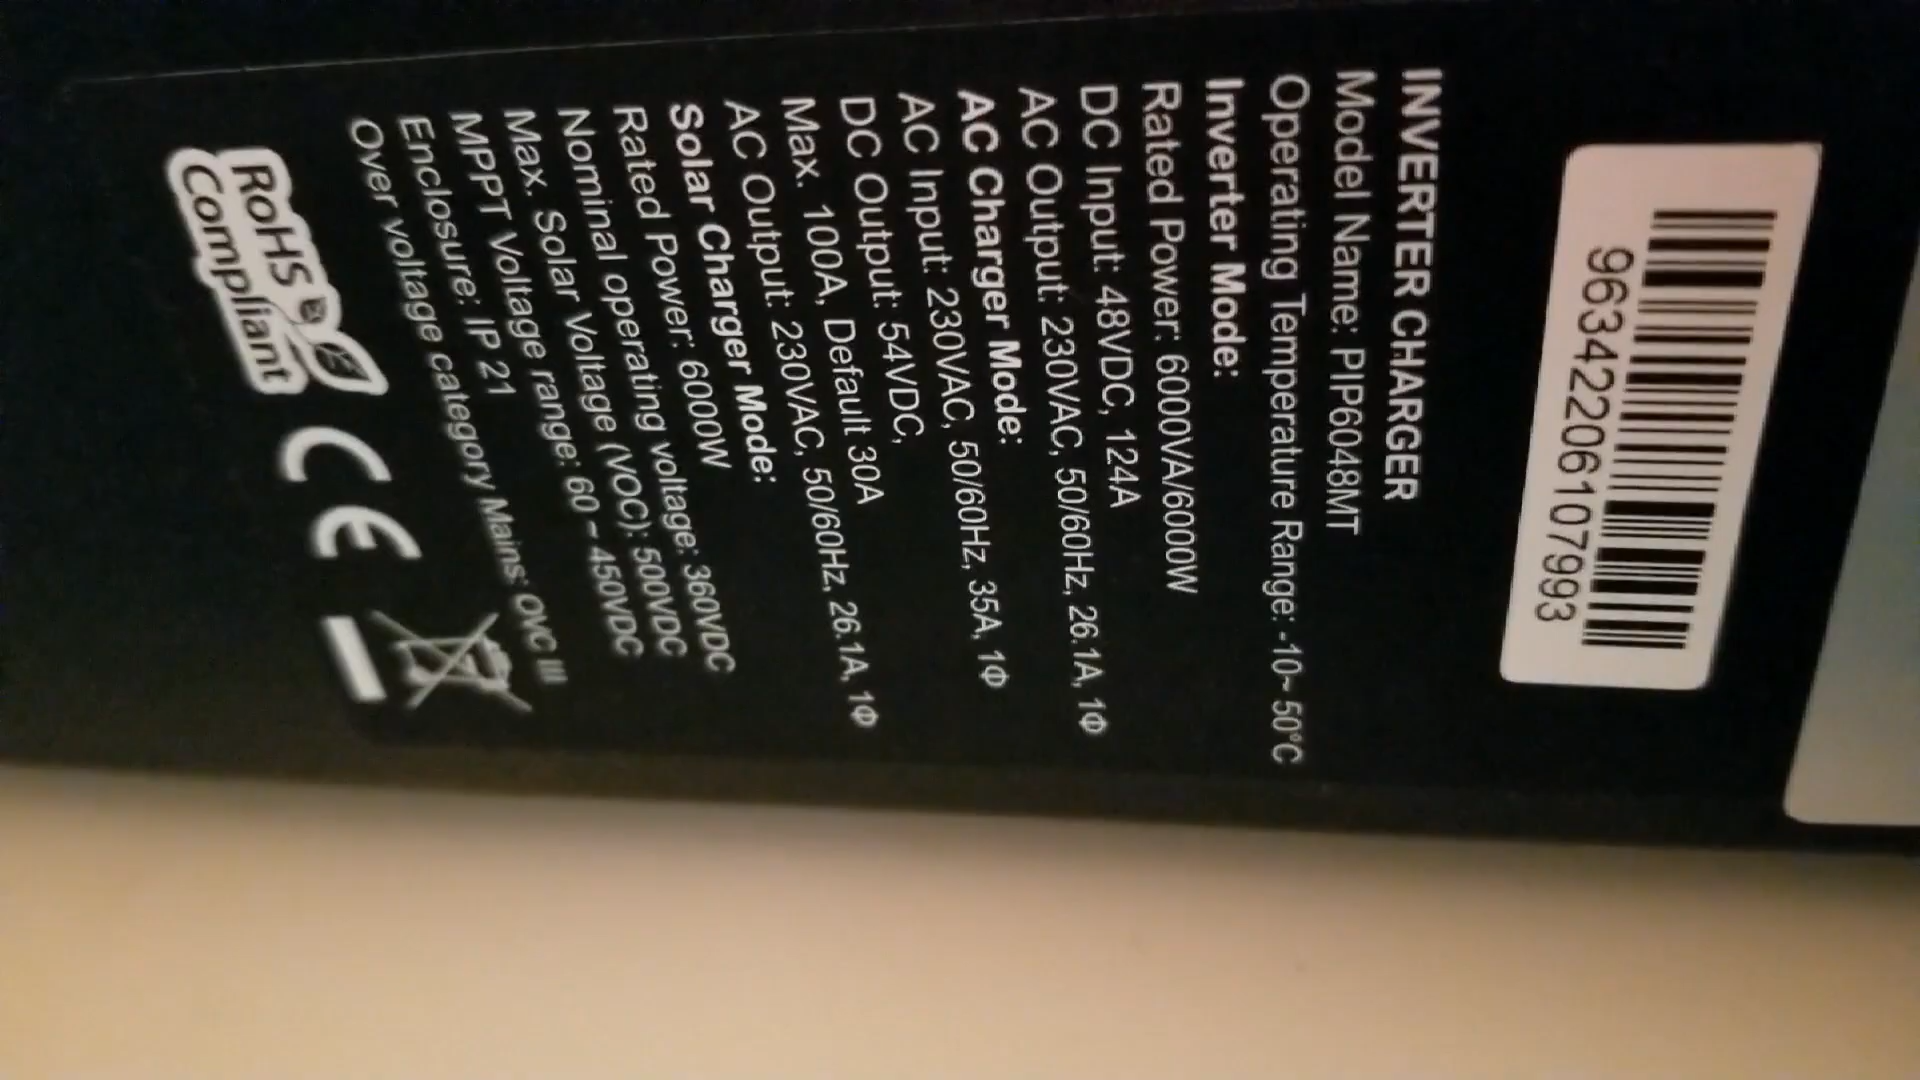 96342206107993
INVERTER CHARGER
Model Name: PIP6048MT
Operating Temperature Range: -10~ 50°C
Inverter Mode:
Rated Power: 6000VA/6000W
DC Input: 48VDC, 124A
AC Output: 230VAC, 50/60Hz, 26.1A, 1Φ
AC Charger Mode:
AC Input: 230VAC, 50/60Hz, 35A, 1Φ
DC Output: 54VDC,
Max. 100A, Default 30A
AC Output: 230VAC, 50/60Hz, 26.1A, 1Φ
Solar Charger Mode:
Rated Power: 6000W
Nominal operating voltage: 360VDC
Max. Solar Voltage (VOC): 500VDC
MPPT Voltage range: 60 ~ 450VDC
Enclosure: IP 21
Over voltage category Mains: OVC III
RoHS
Compliant
CE